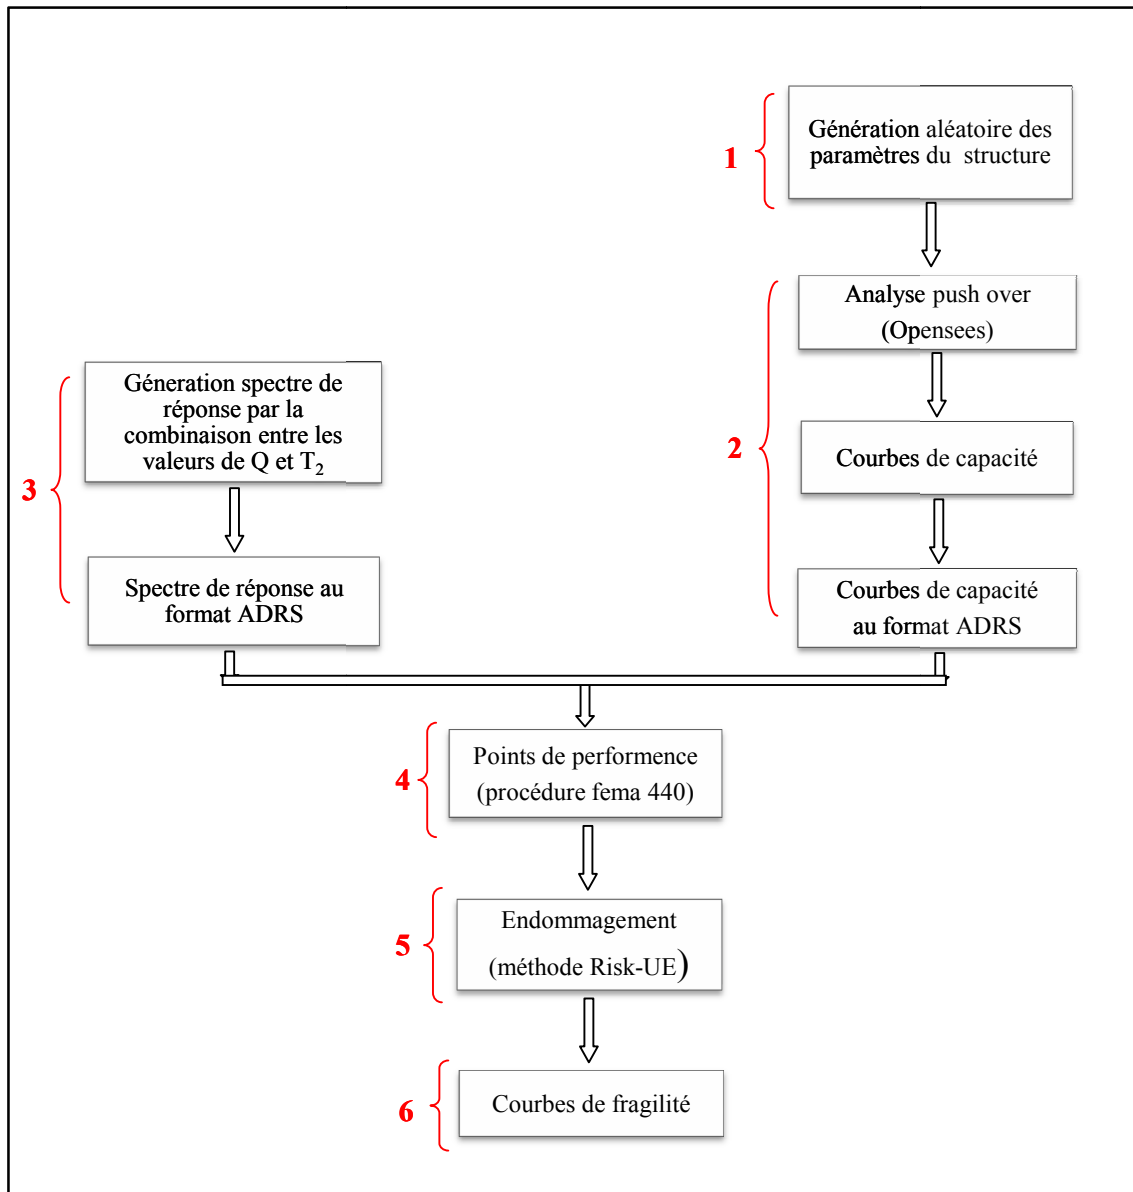 Génération aléatoire des
paramètres du structure
1
Analyse push over
(Opensees)
Courbes de capacité
Courbes de capacité
au format ADRS
2
Géneration spectre de
réponse par la
combinaison entre les
valeurs de Q et T₂
3
Spectre de réponse au
format ADRS
Points de performence
(procédure fema 440)
4
Endommagement
(méthode Risk-UE)
5
Courbes de fragilité
6